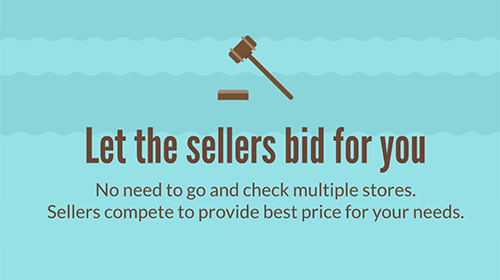 Let the sellers bid for you
No need to go and check multiple stores.
Sellers compete to provide best price for your needs.